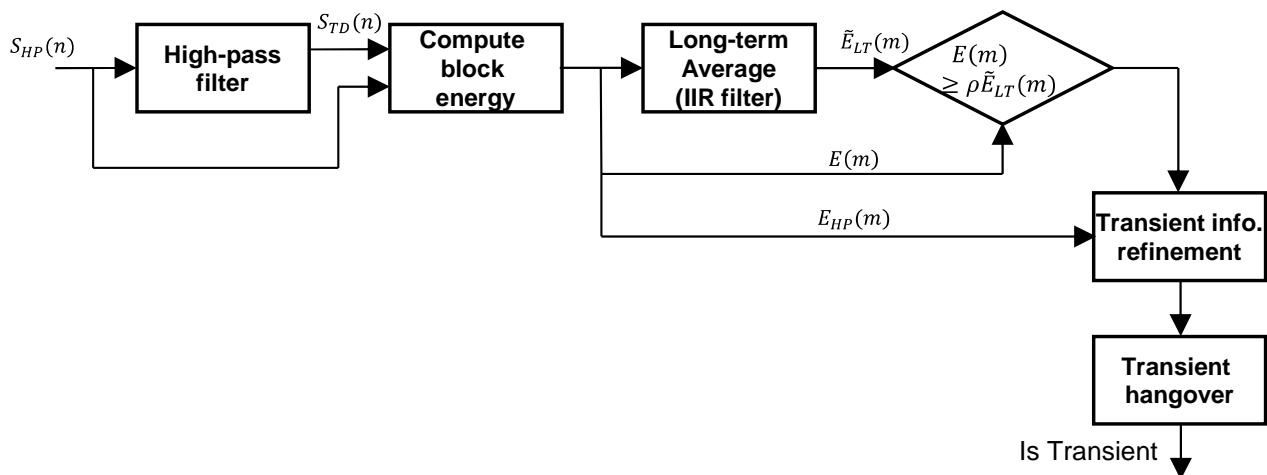 S_HP(n)
High-pass
filter
S_TD(n)
Compute
block
energy
Long-term
Average
(IIR filter)
Ẽ_LT(m)
E(m)
≥ ρẼ_LT(m)
E(m)
E_HP(m)
Transient info.
refinement
Transient
hangover
Is Transient